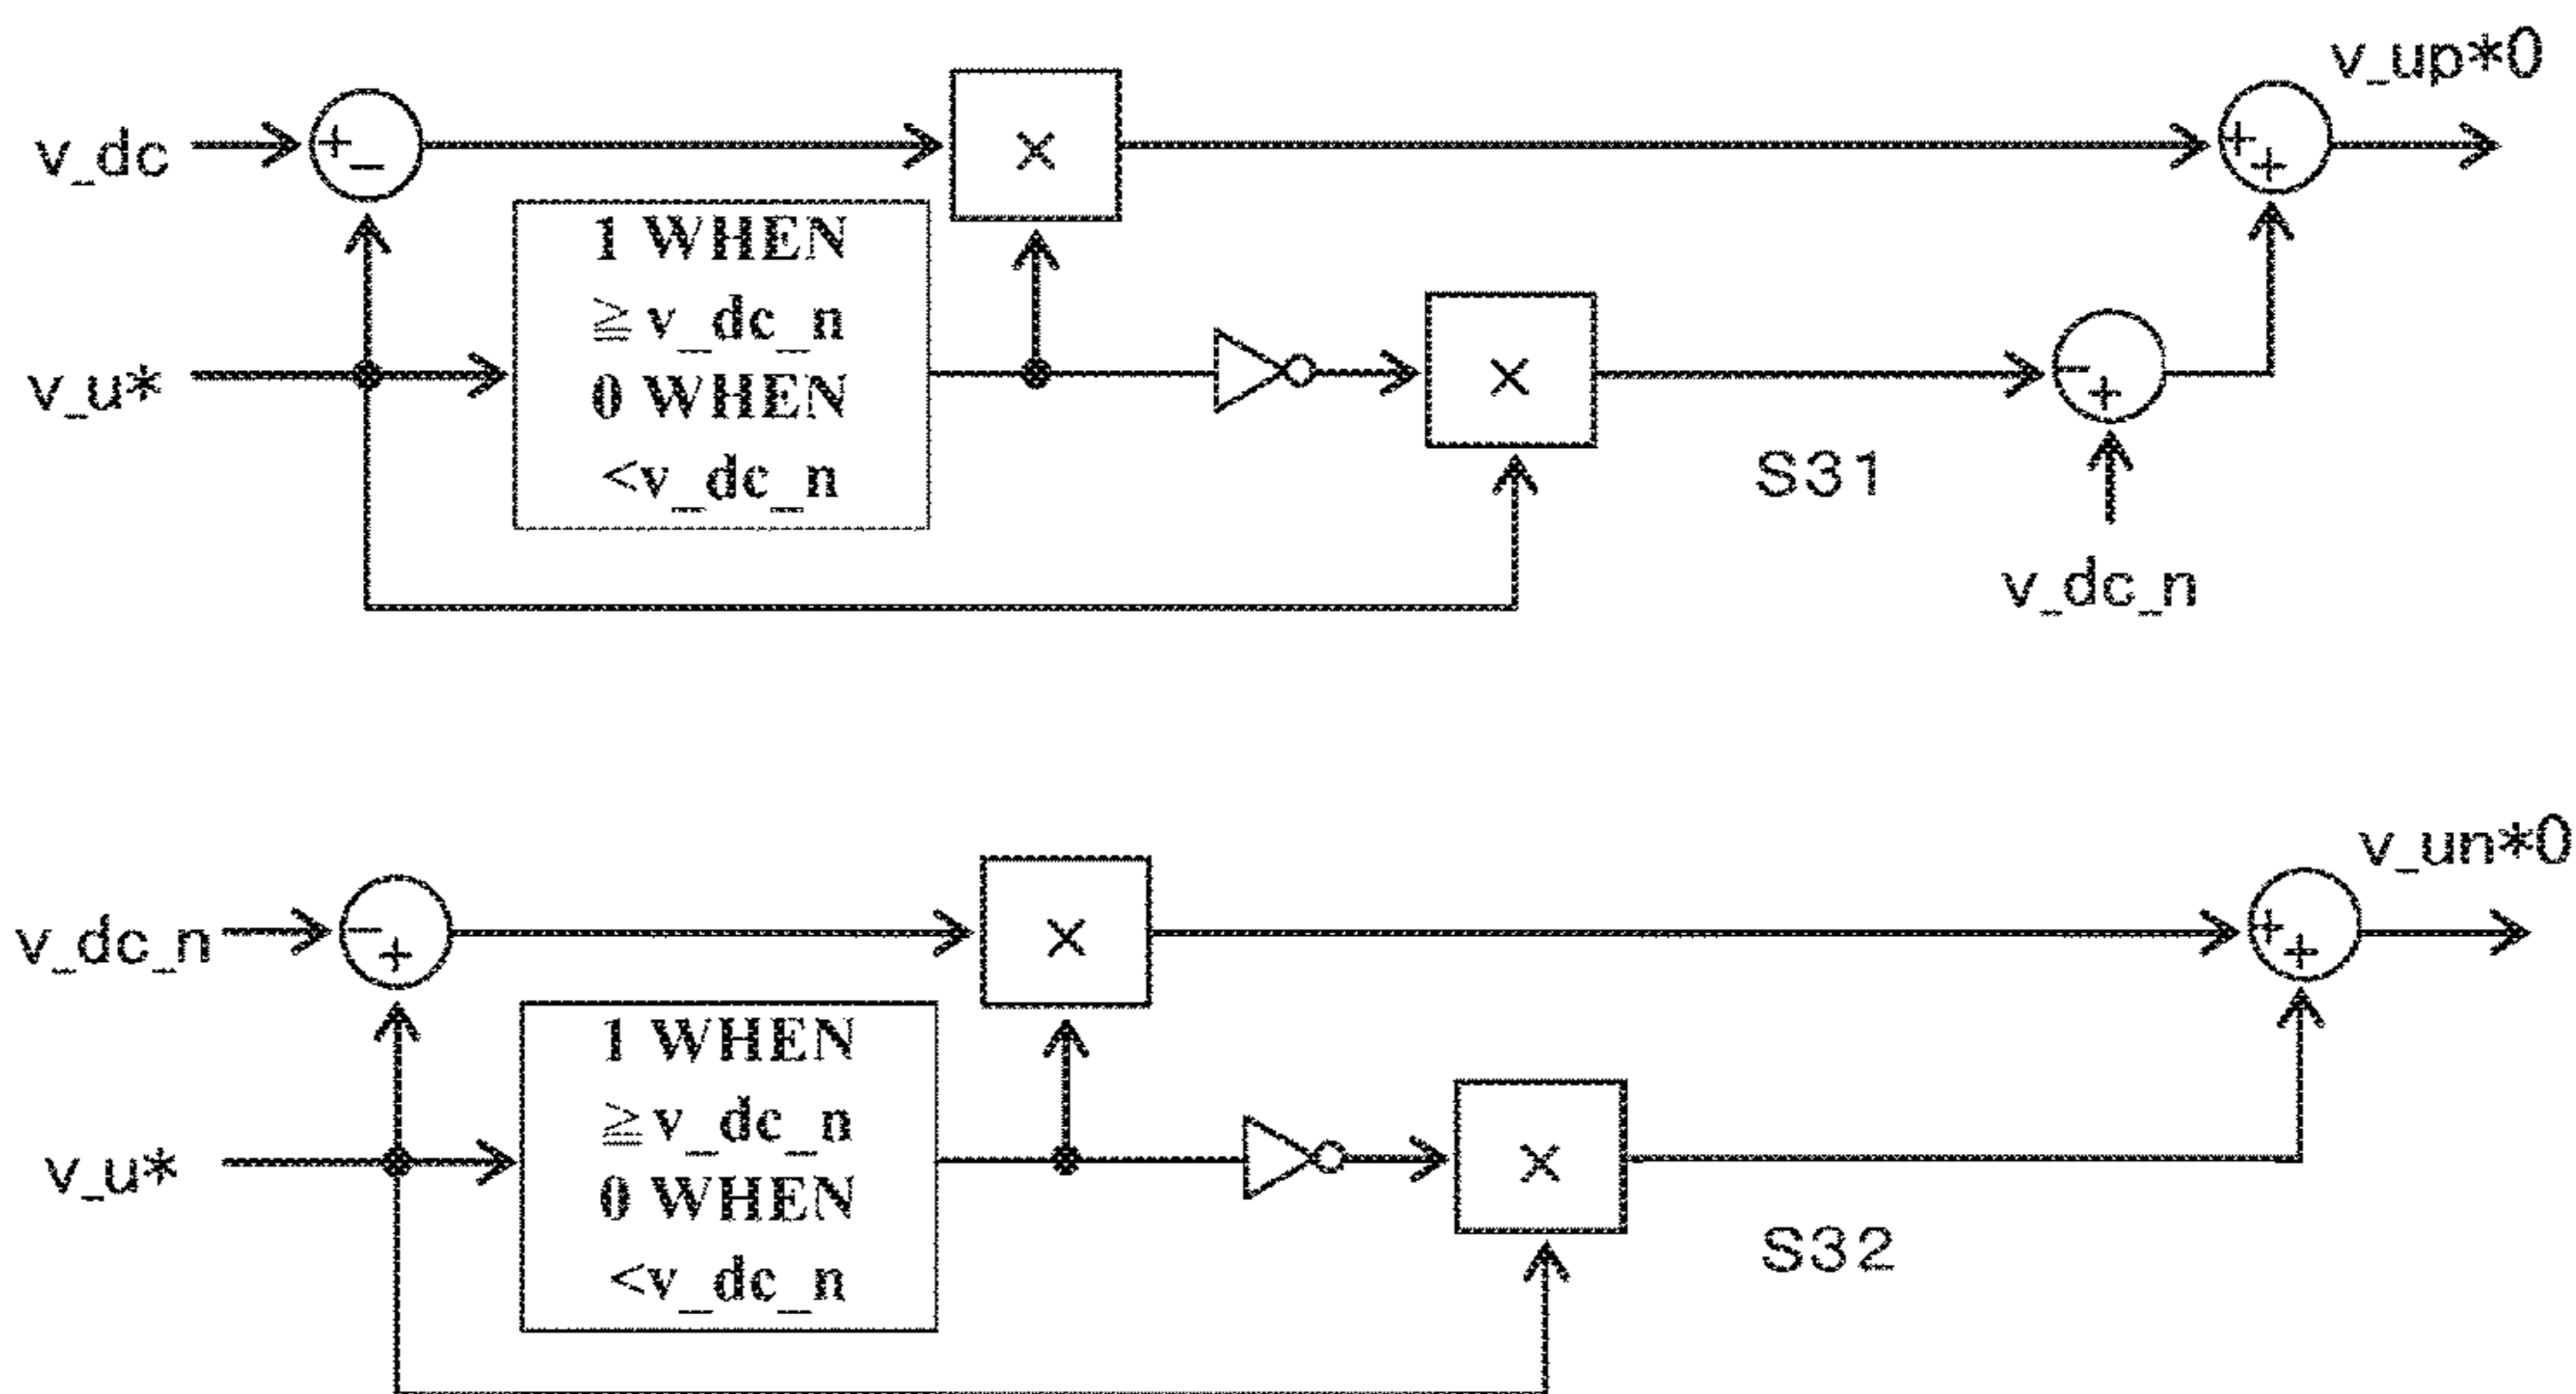 v_up*0
v_dc
+
−
×
+
+
1 WHEN
≧ v_dc_n
0 WHEN
<v_dc_n
v_u*
×
−
+
S31
v_dc_n
v_un*0
v_dc_n
−
+
×
+
+
1 WHEN
≧ v_dc_n
0 WHEN
<v_dc_n
v_u*
×
S32